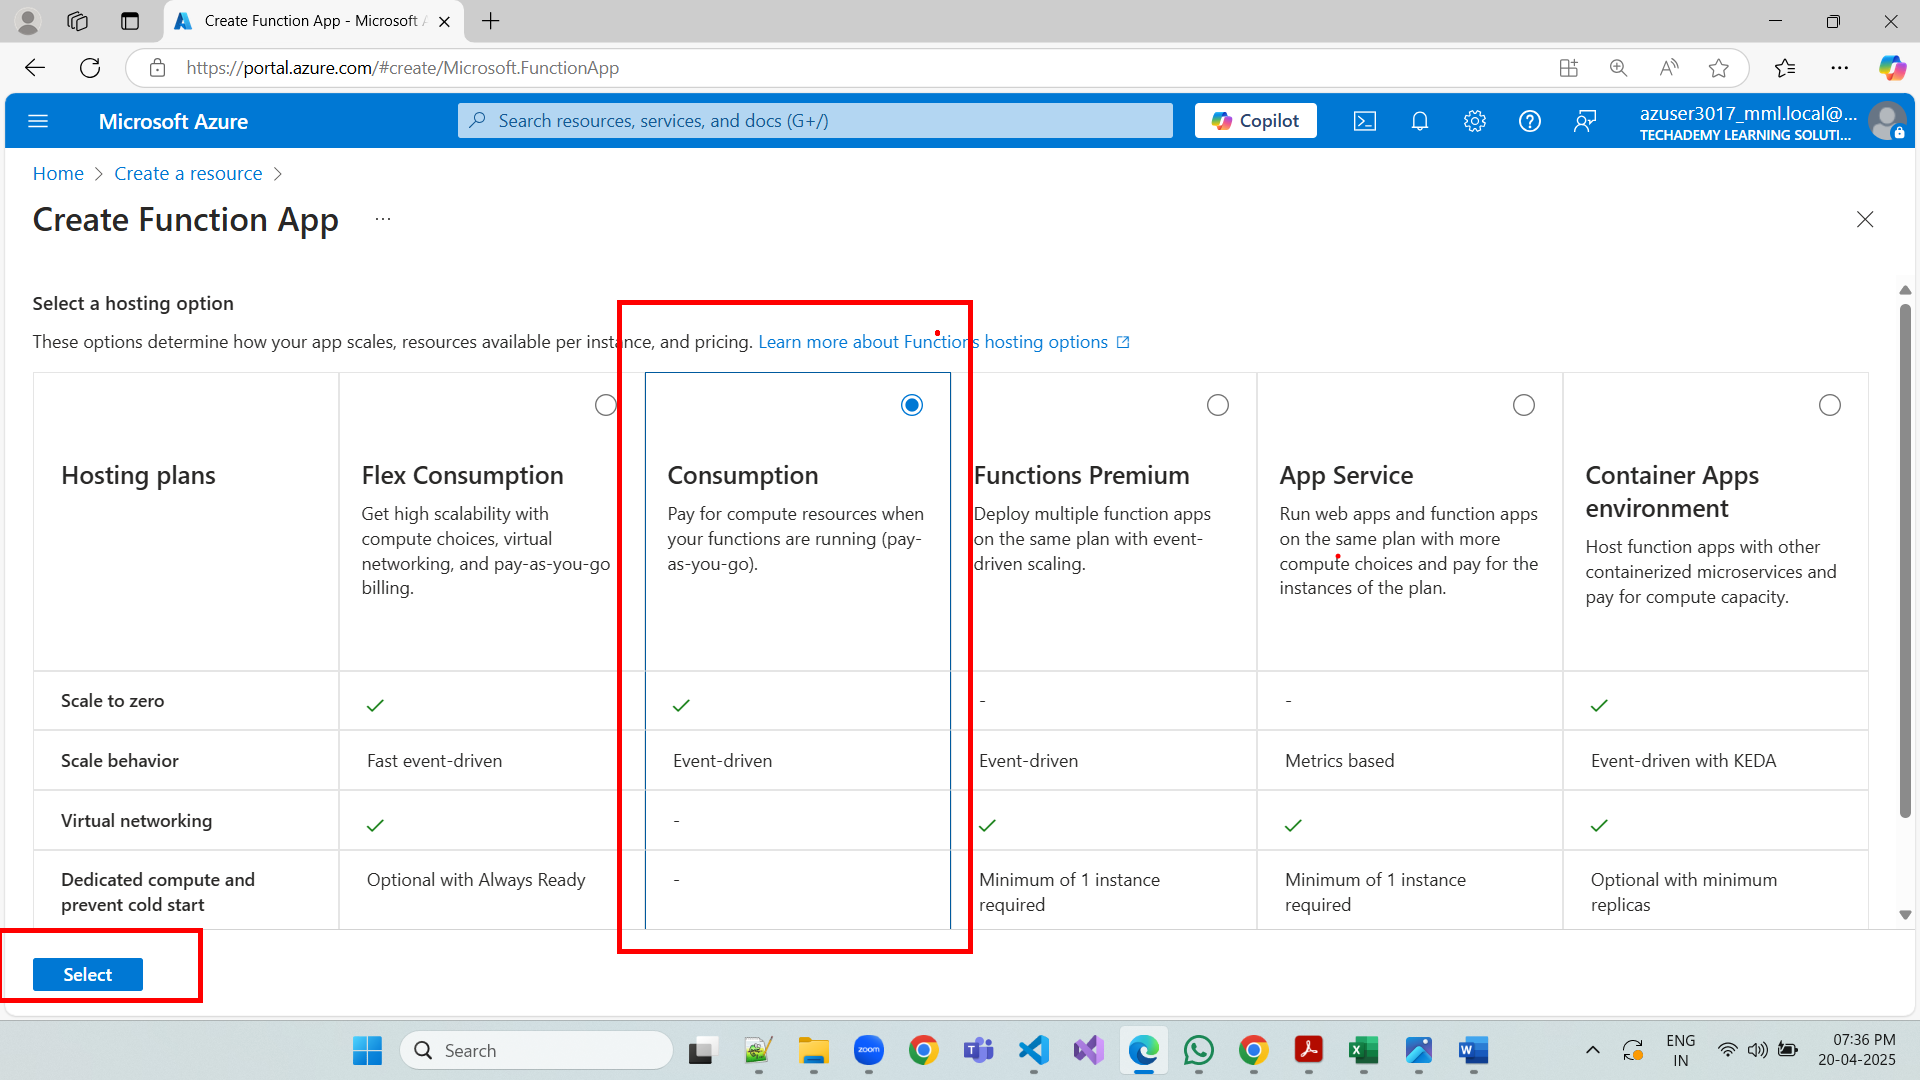 Create Function App - Microsoft A
https://portal.azure.com/#create/Microsoft.FunctionApp
Microsoft Azure
Search resources, services, and docs (G+/)
Copilot
azuser3017_mml.local@...
TECHADEMY LEARNING SOLUTI...
Home > Create a resource >
Create Function App ...
Select a hosting option
These options determine how your app scales, resources available per instance, and pricing. Learn more about Functions hosting options
Hosting plans
Flex Consumption
Get high scalability with
compute choices, virtual
networking, and pay-as-you-go
billing.
Consumption
Pay for compute resources when
your functions are running (pay-
as-you-go).
Functions Premium
Deploy multiple function apps
on the same plan with event-
driven scaling.
App Service
Run web apps and function apps
on the same plan with more
compute choices and pay for the
instances of the plan.
Container Apps
environment
Host function apps with other
containerized microservices and
pay for compute capacity.
Scale to zero ✓ ✓ - - ✓
Scale behavior Fast event-driven Event-driven Event-driven Metrics based Event-driven with KEDA
Virtual networking ✓ - ✓ ✓ ✓
Dedicated compute and
prevent cold start
Optional with Always Ready
-
Minimum of 1 instance
required
Minimum of 1 instance
required
Optional with minimum
replicas
Select
Search
zoom
ENG
IN
07:36 PM
20-04-2025